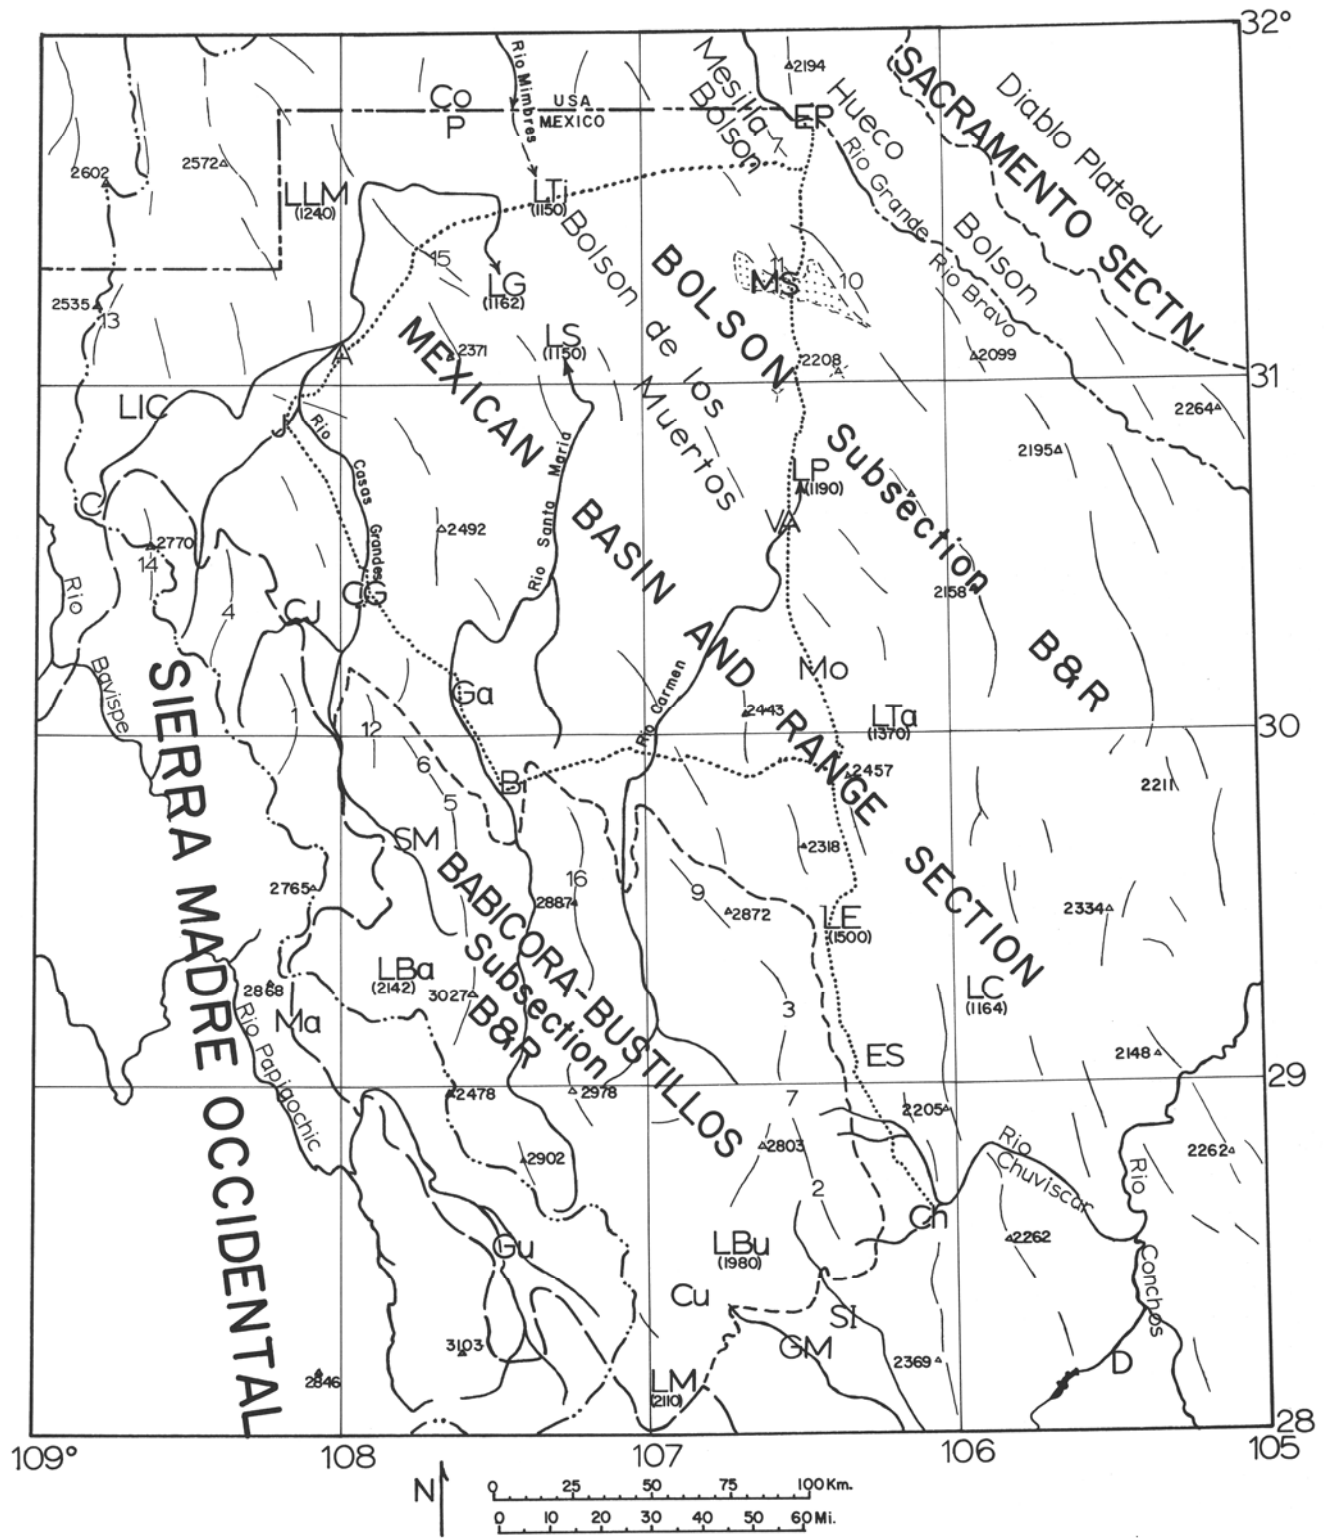 32°
Rio Mimbres
Mesilla
Bolson
2194
Hueco
SACRAMENTO SECTN
Diablo Plateau
Co
USA
P
MEXICO
EP
7
Rio Grande
2602
2572
LLM
(1240)
LTi
(1150)
Bolson
Bolson
de los
Muertos
Rio Bravo
15
LG
(1162)
BOLSON
Subsection
B&R
11
MS
10
2535
13
MEXICAN
BASIN
AND
RANGE
SECTION
LS
(1150)
2371
A
2208
2099
31
LIC
J
Rio
Casas
Grandes
Rio Santa Maria
2264
2195
LP
(1190)
C
VA
2770
14
2492
Rio
Bavispe
4
CJ
CG
2158
SIERRA MADRE OCCIDENTAL
Mo
Ga
Rio Carmen
2443
LTa
(1370)
30
1
12
6
5
B
2457
2211
SM
2318
BABICORA-BUSTILLOS
Subsection
B&R
2765
16
2887
9
2872
LE
(1500)
2334
LBa
(2142)
3027
2868
Ma
3
LC
(1164)
Rio Papigochic
ES
2148
29
2478
2978
7
2205
2902
2803
Rio
Chuviscar
Rio
Conchos
2262
2
Ch
Gu
LBu
(1980)
2262
Cu
SI
GM
3103
2369
D
2846
LM
(2110)
28
109°
108
107
106
105
N
0
25
50
75
100 Km.
0
10
20
30
40
50
60 Mi.